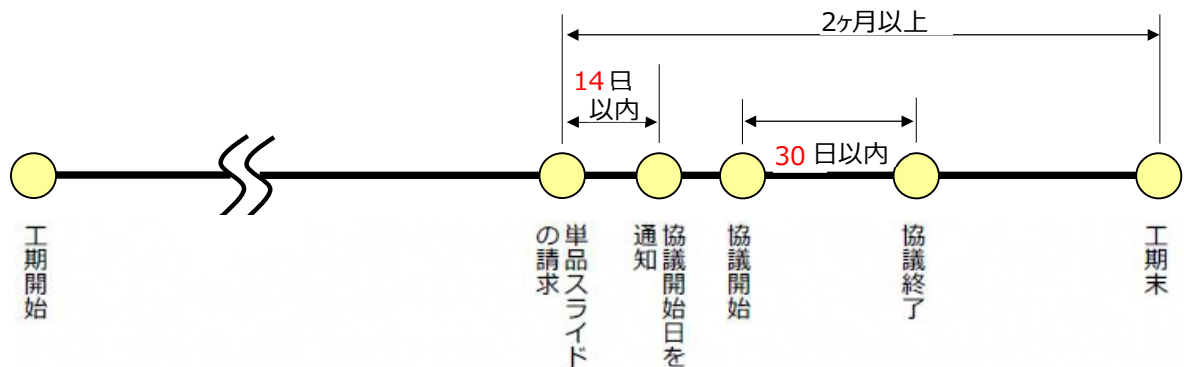 2ヶ月以上
14日
以内
30日以内
工期開始
単品スライド
の請求
協議開始日を
通知
協議開始
協議終了
工期末